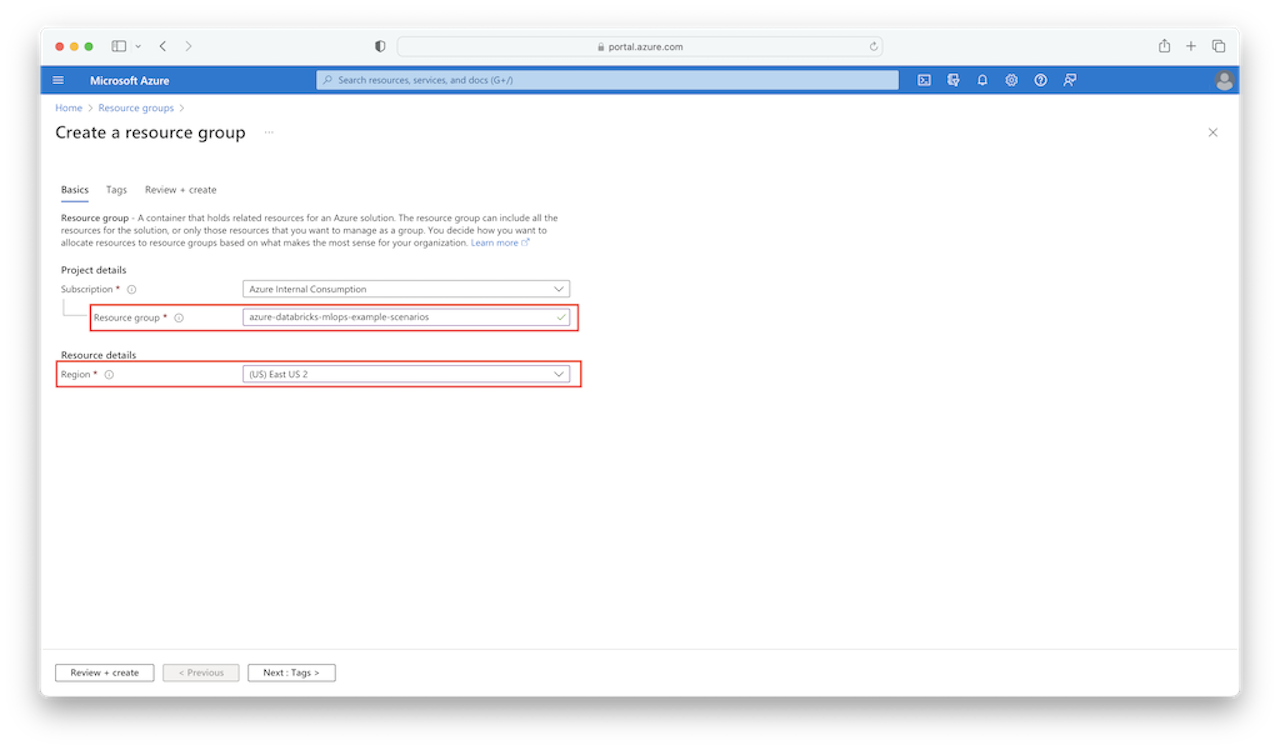 portal.azure.com
Microsoft Azure
Search resources, services, and docs (G+/)
Home > Resource groups >
Create a resource group ...
Basics Tags Review + create
Resource group - A container that holds related resources for an Azure solution. The resource group can include all the
resources for the solution, or only those resources that you want to manage as a group. You decide how you want to
allocate resources to resource groups based on what makes the most sense for your organization. Learn more
Project details
Subscription * Azure Internal Consumption
Resource group * azure-databricks-mlops-example-scenarios
Resource details
Region * (US) East US 2
Review + create < Previous Next : Tags >